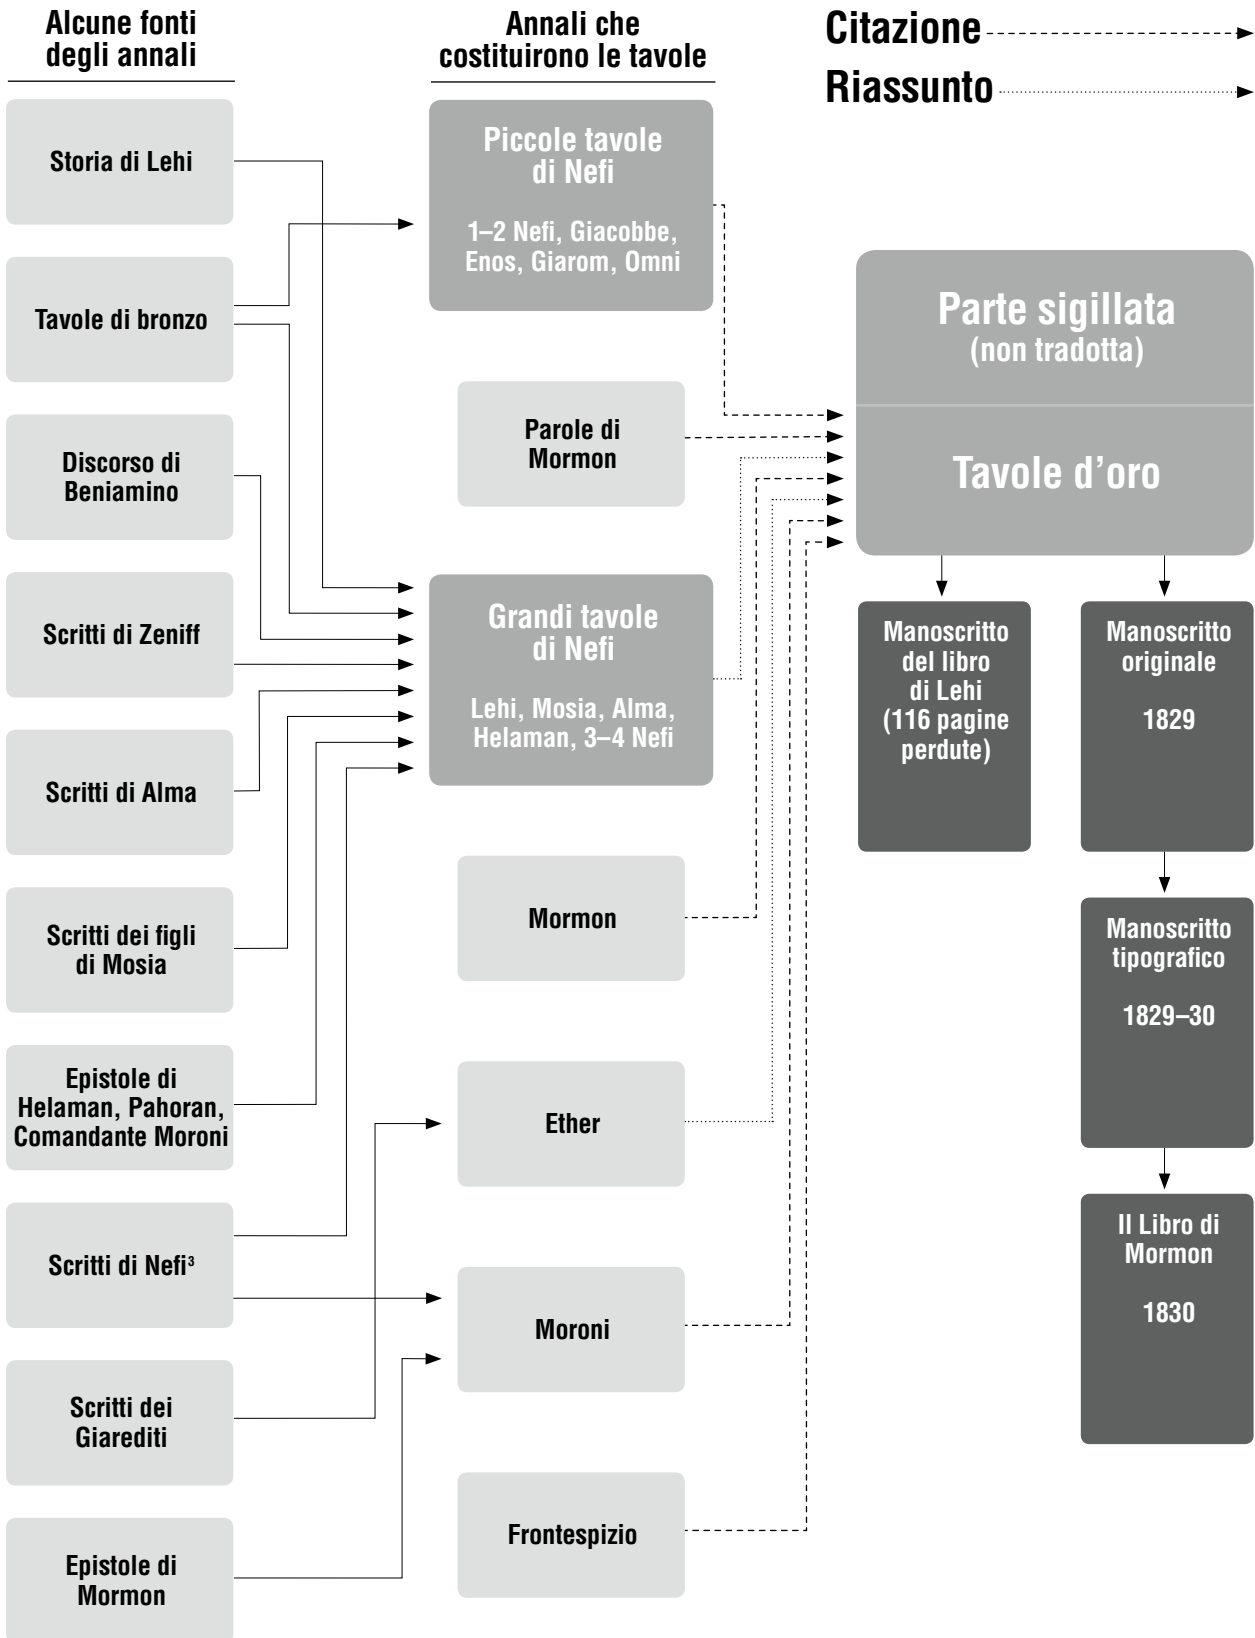 Alcune fonti
degli annali
Annali che
costituirono le tavole
Citazione
Riassunto
Storia di Lehi
Tavole di bronzo
Discorso di
Beniamino
Scritti di Zeniff
Scritti di Alma
Scritti dei figli
di Mosia
Epistole di
Helaman, Pahoran,
Comandante Moroni
Scritti di Nefi³
Scritti dei
Giarediti
Epistole di
Mormon
Piccole tavole
di Nefi
1–2 Nefi, Giacobbe,
Enos, Giarom, Omni
Parole di
Mormon
Grandi tavole
di Nefi
Lehi, Mosia, Alma,
Helaman, 3–4 Nefi
Mormon
Ether
Moroni
Frontespizio
Parte sigillata
(non tradotta)
Tavole d’oro
Manoscritto
del libro
di Lehi
(116 pagine
perdute)
Manoscritto
originale
1829
Manoscritto
tipografico
1829–30
Il Libro di
Mormon
1830